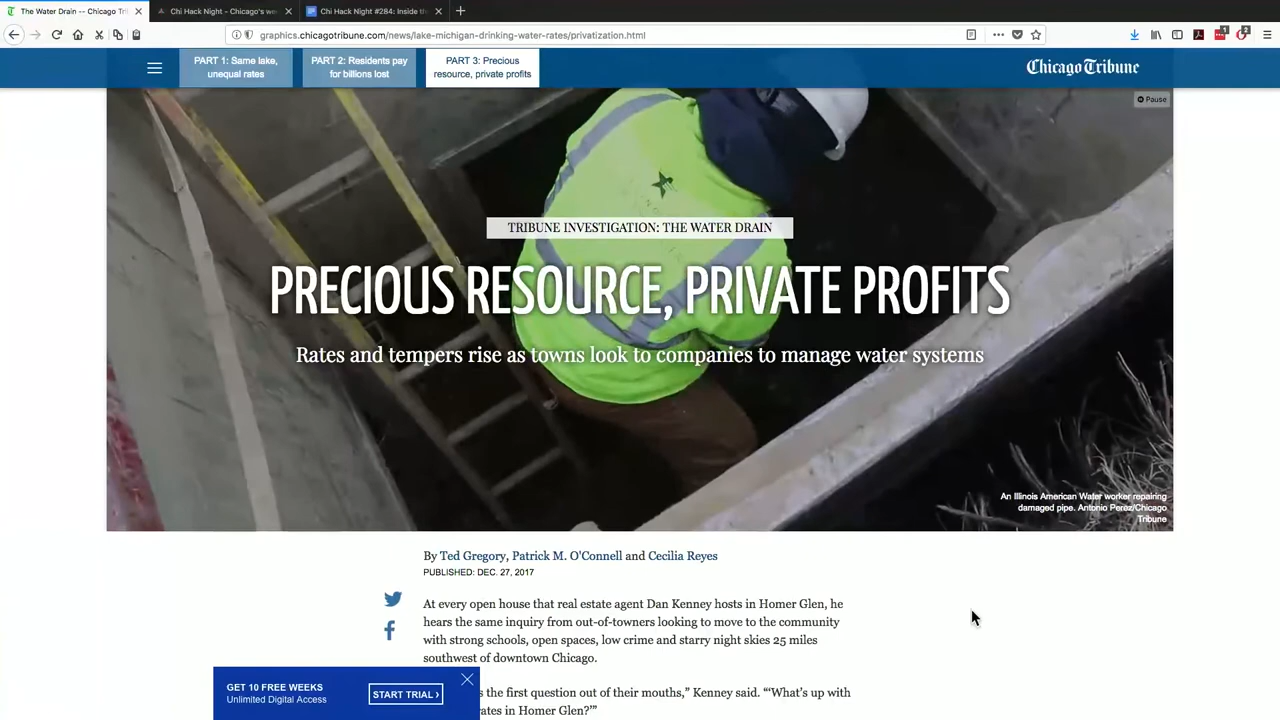 The Water Drain -- Chicago Tri
Chi Hack Night - Chicago's we
Chi Hack Night #284: Inside th
graphics.chicagotribune.com/news/lake-michigan-drinking-water-rates/privatization.html
PART 1: Same lake,
unequal rates
PART 2: Residents pay
for billions lost
PART 3: Precious
resource, private profits
Chicago Tribune
Pause
TRIBUNE INVESTIGATION: THE WATER DRAIN
PRECIOUS RESOURCE, PRIVATE PROFITS
Rates and tempers rise as towns look to companies to manage water systems
An Illinois American Water worker repairing
damaged pipe. Antonio Perez/Chicago
Tribune
By Ted Gregory, Patrick M. O'Connell and Cecilia Reyes
PUBLISHED: DEC. 27, 2017
At every open house that real estate agent Dan Kenney hosts in Homer Glen, he
hears the same inquiry from out-of-towners looking to move to the community
with strong schools, open spaces, low crime and starry night skies 25 miles
southwest of downtown Chicago.
s the first question out of their mouths,” Kenney said. “‘What’s up with
rates in Homer Glen?’”
GET 10 FREE WEEKS
Unlimited Digital Access
START TRIAL ›